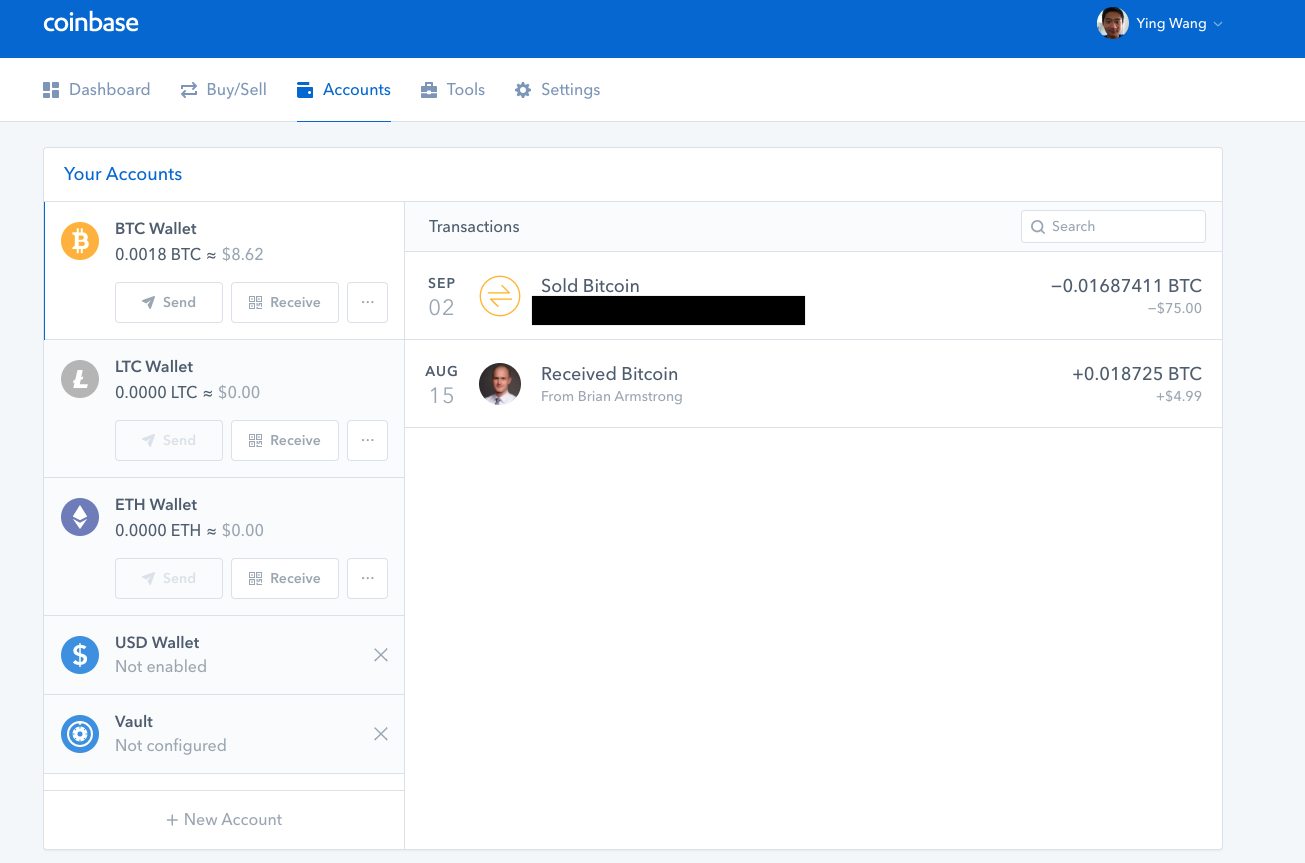 coinbase
Ying Wang
Dashboard
Buy/Sell
Accounts
Tools
Settings
Your Accounts
BTC Wallet
0.0018 BTC ≈ $8.62
Send
Receive
...
LTC Wallet
0.0000 LTC ≈ $0.00
Send
Receive
...
ETH Wallet
0.0000 ETH ≈ $0.00
Send
Receive
...
USD Wallet
Not enabled
Vault
Not configured
+ New Account
Transactions
Search
SEP
02
Sold Bitcoin
−0.01687411 BTC
−$75.00
AUG
15
Received Bitcoin
From Brian Armstrong
+0.018725 BTC
+$4.99